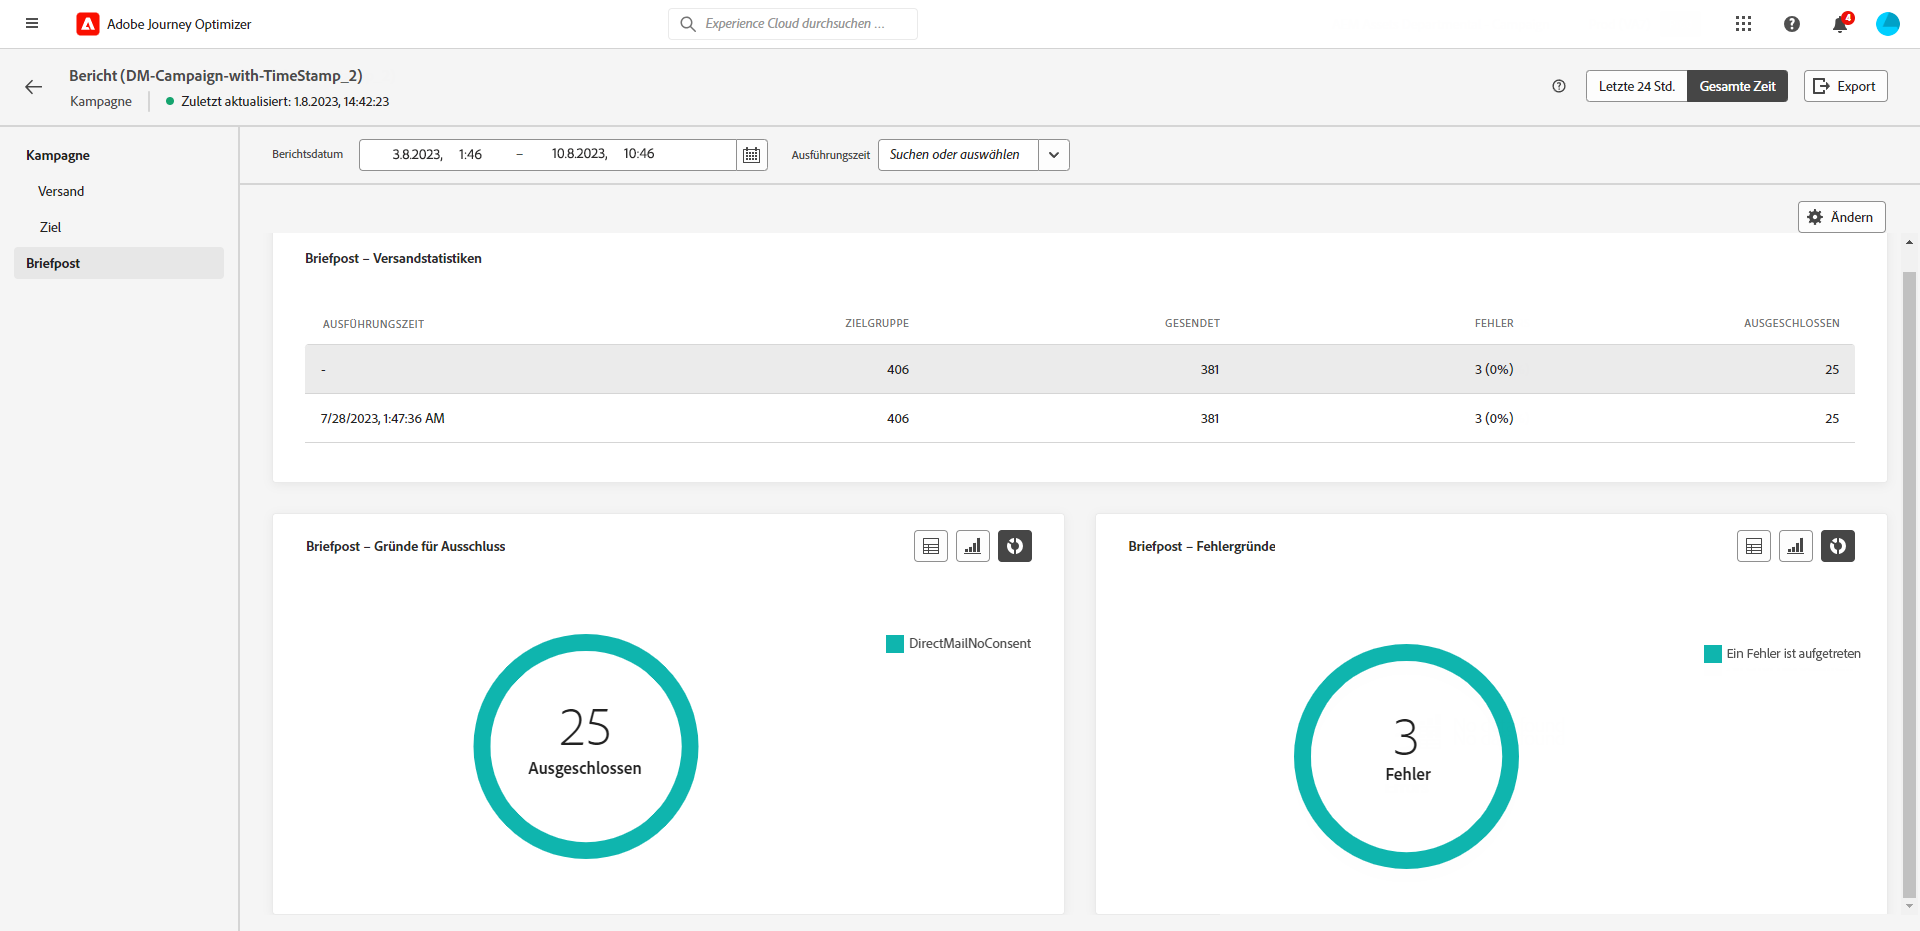 Adobe Journey Optimizer
Experience Cloud durchsuchen ...
4
Bericht (DM-Campaign-with-TimeStamp_2)
Kampagne
Zuletzt aktualisiert: 1.8.2023, 14:42:23
Letzte 24 Std.
Gesamte Zeit
Export
Kampagne
Versand
Ziel
Briefpost
Berichtsdatum
3.8.2023, 1:46 – 10.8.2023, 10:46
Ausführungszeit
Suchen oder auswählen
Ändern
Briefpost – Versandstatistiken
AUSFÜHRUNGSZEIT ZIELGRUPPE GESENDET FEHLER AUSGESCHLOSSEN
- 406 381 3 (0%) 25
7/28/2023, 1:47:36 AM 406 381 3 (0%) 25
Briefpost – Gründe für Ausschluss
DirectMailNoConsent
25
Ausgeschlossen
Briefpost – Fehlergründe
Ein Fehler ist aufgetreten
3
Fehler